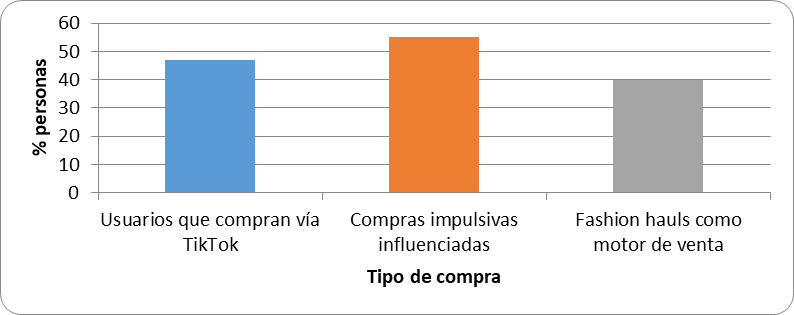 60
50
40
30
20
10
0
% personas
Usuarios que compran vía
TikTok
Compras impulsivas
influenciadas
Fashion hauls como
motor de venta
Tipo de compra